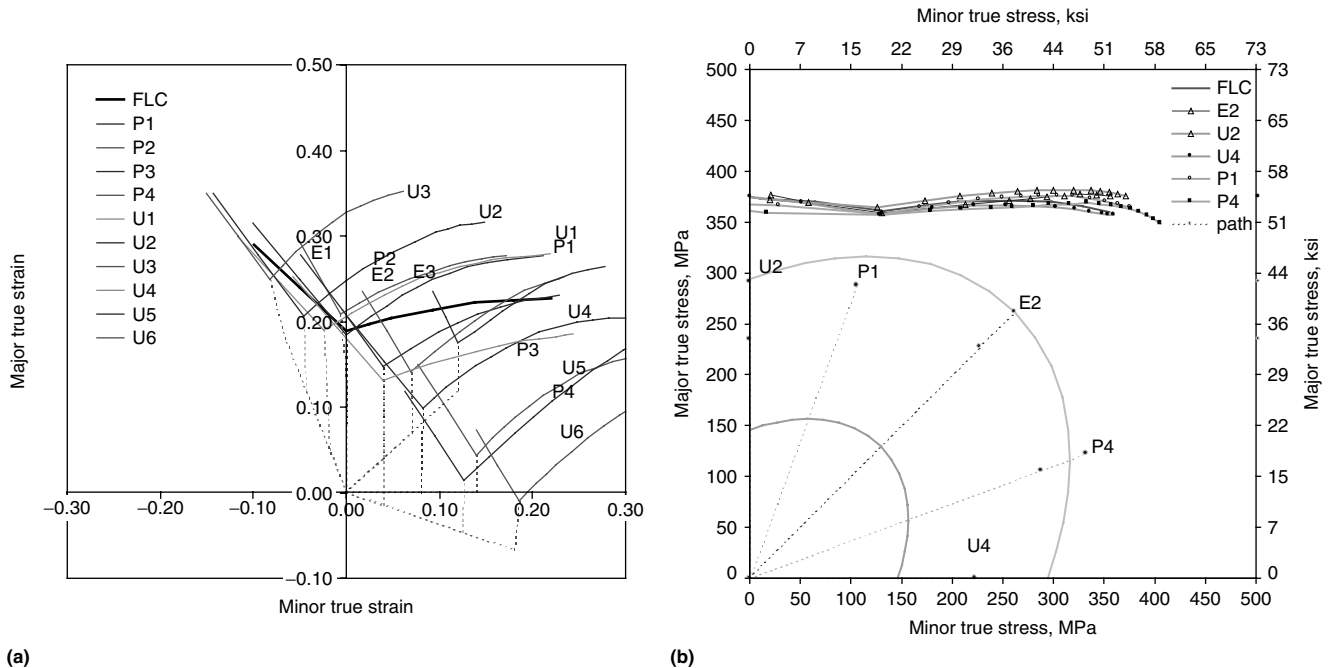 0.50
0.40
0.30
0.20
0.10
0.00
−0.10
−0.30
−0.20
−0.10
0.00
0.10
0.20
0.30
Major true strain
Minor true strain
FLC
P1
P2
P3
P4
U1
U2
U3
U4
U5
U6
U3
U2
U1
P1
E1
P2
E2
E3
U4
P3
U5
P4
U6
(a)
Minor true stress, ksi
0 7 16 22 29 36 44 51 58 65 73
500
450
400
350
300
250
200
150
100
50
0
Major true stress, MPa
73
65
58
51
44
36
29
22
15
7
0
Major true stress, ksi
FLC
E2
U2
U4
P1
P4
path
U2
P1
E2
P4
U4
0 50 100 150 200 250 300 350 400 450 500
Minor true stress, MPa
(b)